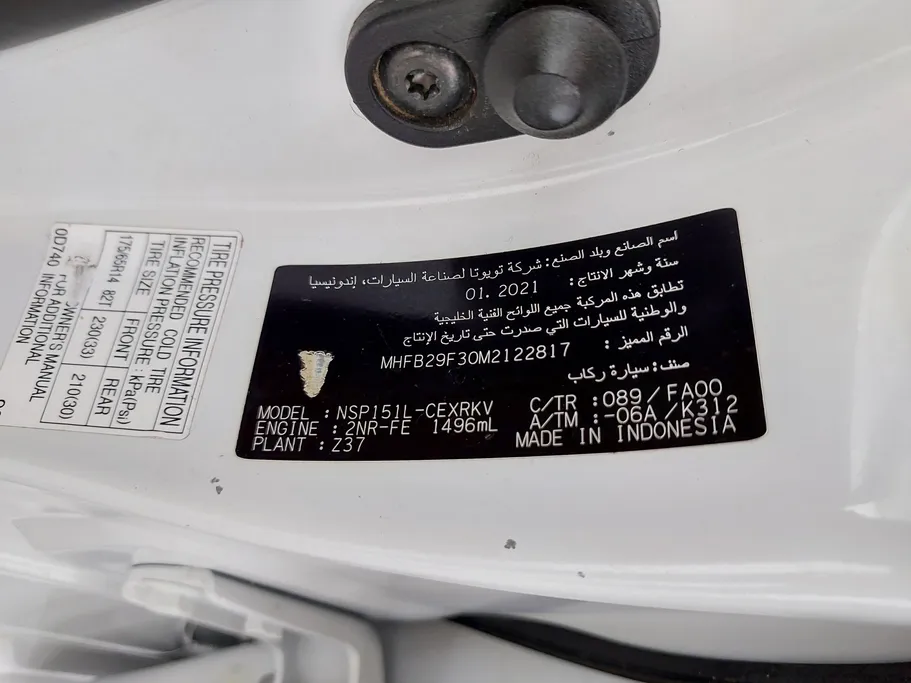 اسم الصانع وبلد الصنع : شركة تويوتا لصناعة السيارات، إندونيسيا
سنة وشهر الانتاج : 01. 2021
تطابق هذه المركبة جميع اللوائح الفنية الخليجية
والوطنية للسيارات التي صدرت حتى تاريخ الإنتاج
الرقم المميز : MHFB29F30M2122817
صنف: سيارة ركاب
MODEL : NSP151L-CEXRKV C/TR : 089/FA00
ENGINE : 2NR-FE 1496mL A/TM : -06A/K312
PLANT : Z37 MADE IN INDONESIA
TIRE PRESSURE INFORMATION
RECOMMENDED COLD TIRE
INFLATION PRESSURE : kPa(Psi)
TIRE SIZE FRONT REAR
175/65R14 82T 230(33) 210(30)
OWNER'S MANUAL
0D740 FOR ADDITIONAL
INFORMATION